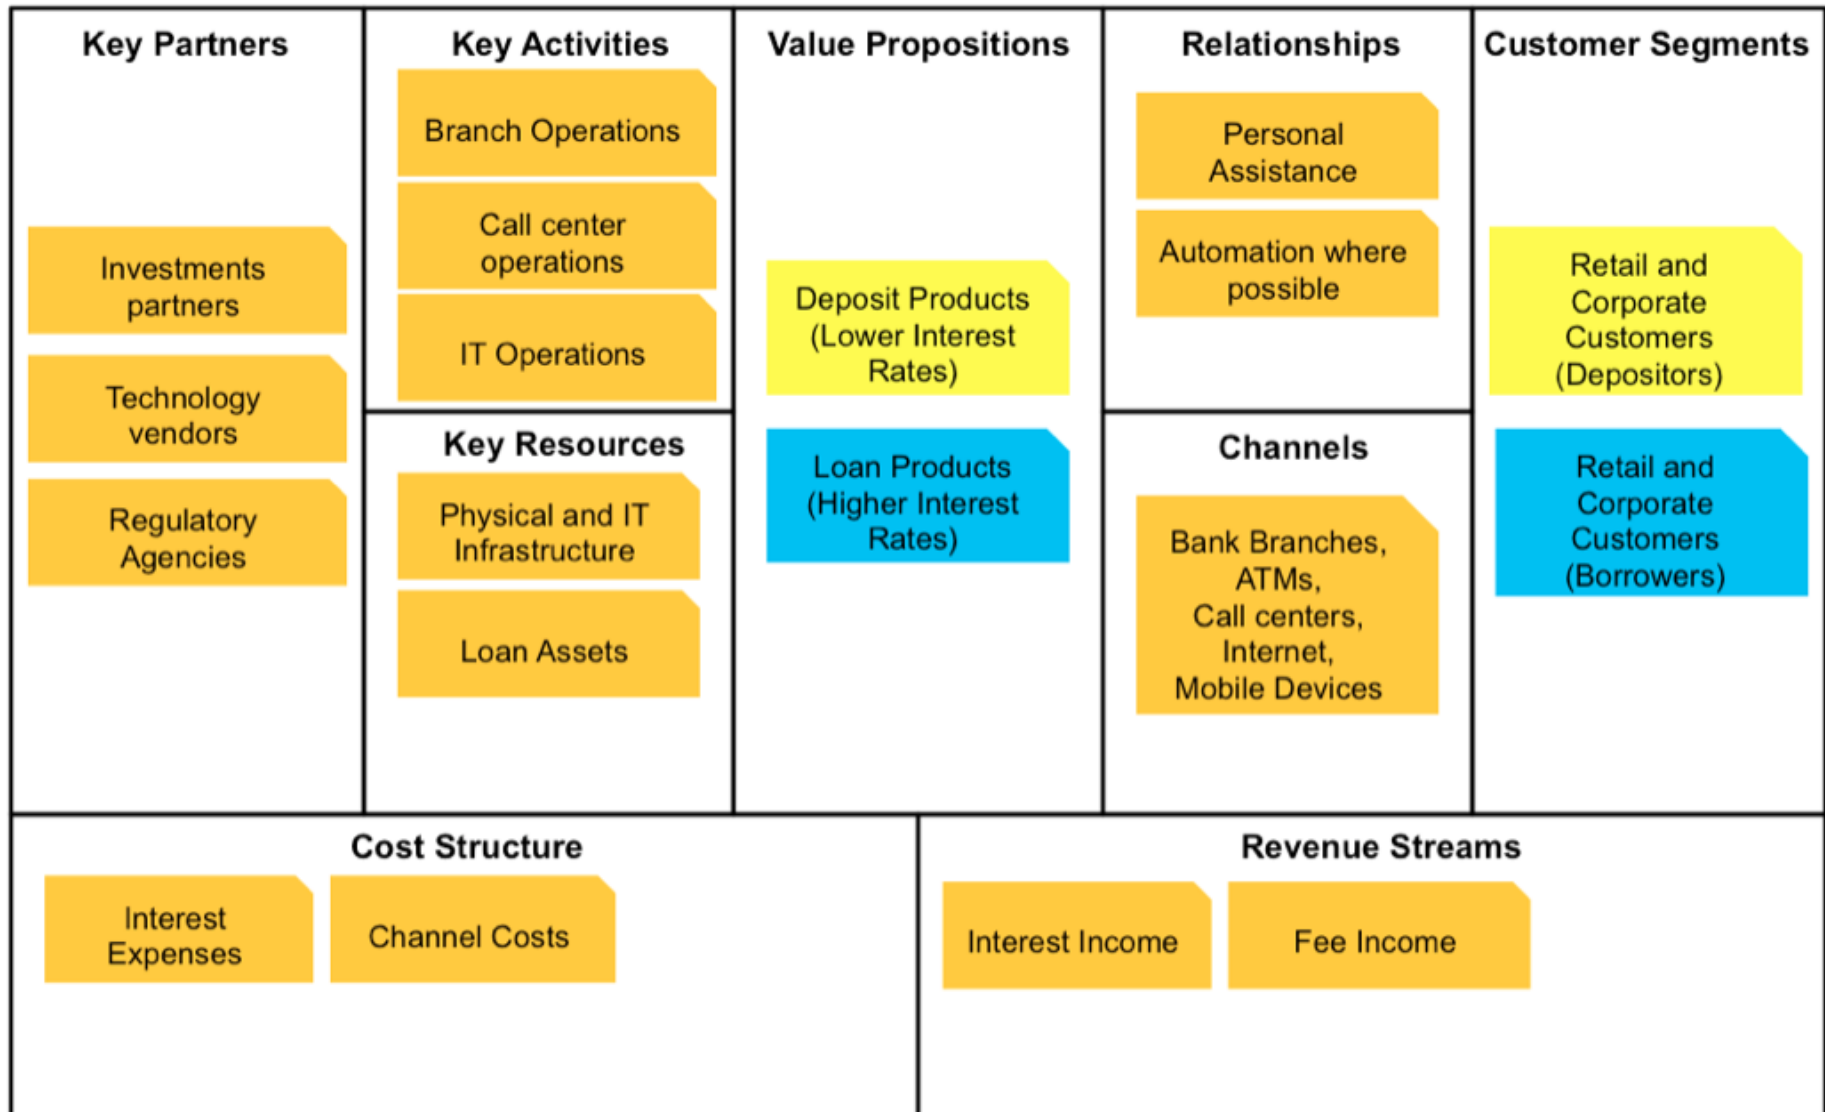 Key Partners
Investments
partners
Technology
vendors
Regulatory
Agencies
Key Activities
Branch Operations
Call center
operations
IT Operations
Key Resources
Physical and IT
Infrastructure
Loan Assets
Value Propositions
Deposit Products
(Lower Interest
Rates)
Loan Products
(Higher Interest
Rates)
Relationships
Personal
Assistance
Automation where
possible
Channels
Bank Branches,
ATMs,
Call centers,
Internet,
Mobile Devices
Customer Segments
Retail and
Corporate
Customers
(Depositors)
Retail and
Corporate
Customers
(Borrowers)
Cost Structure
Interest
Expenses
Channel Costs
Revenue Streams
Interest Income
Fee Income